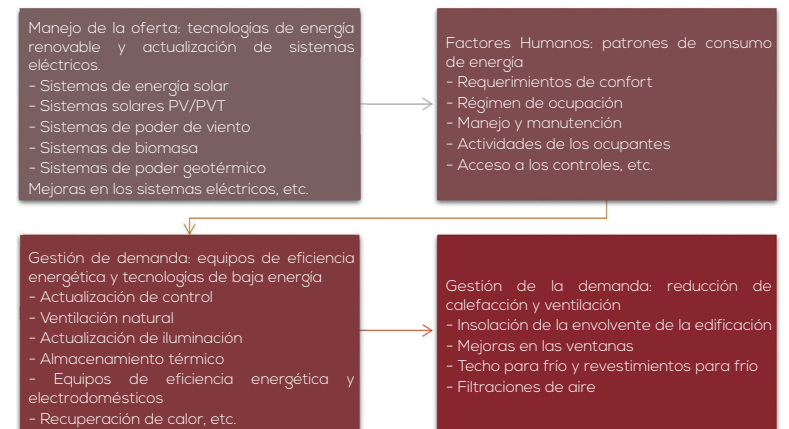 Manejo de la oferta: tecnologías de energía
renovable y actualización de sistemas
eléctricos.
- Sistemas de energía solar
- Sistemas solares PV/PVT
- Sistemas de poder de viento
- Sistemas de biomasa
- Sistemas de poder geotérmico
Mejoras en los sistemas eléctricos, etc.
Factores Humanos: patrones de consumo
de energía
- Requerimientos de confort
- Régimen de ocupación
- Manejo y manutención
- Actividades de los ocupantes
- Acceso a los controles, etc.
Gestión de demanda: equipos de eficiencia
energética y tecnologías de baja energía
- Actualización de control
- Ventilación natural
- Actualización de iluminación
- Almacenamiento térmico
- Equipos de eficiencia energética y
electrodomésticos
- Recuperación de calor, etc.
Gestión de la demanda: reducción de
calefacción y ventilación
- Insolación de la envolvente de la edificación
- Mejoras en las ventanas
- Techo para frío y revestimientos para frío
- Filtraciones de aire